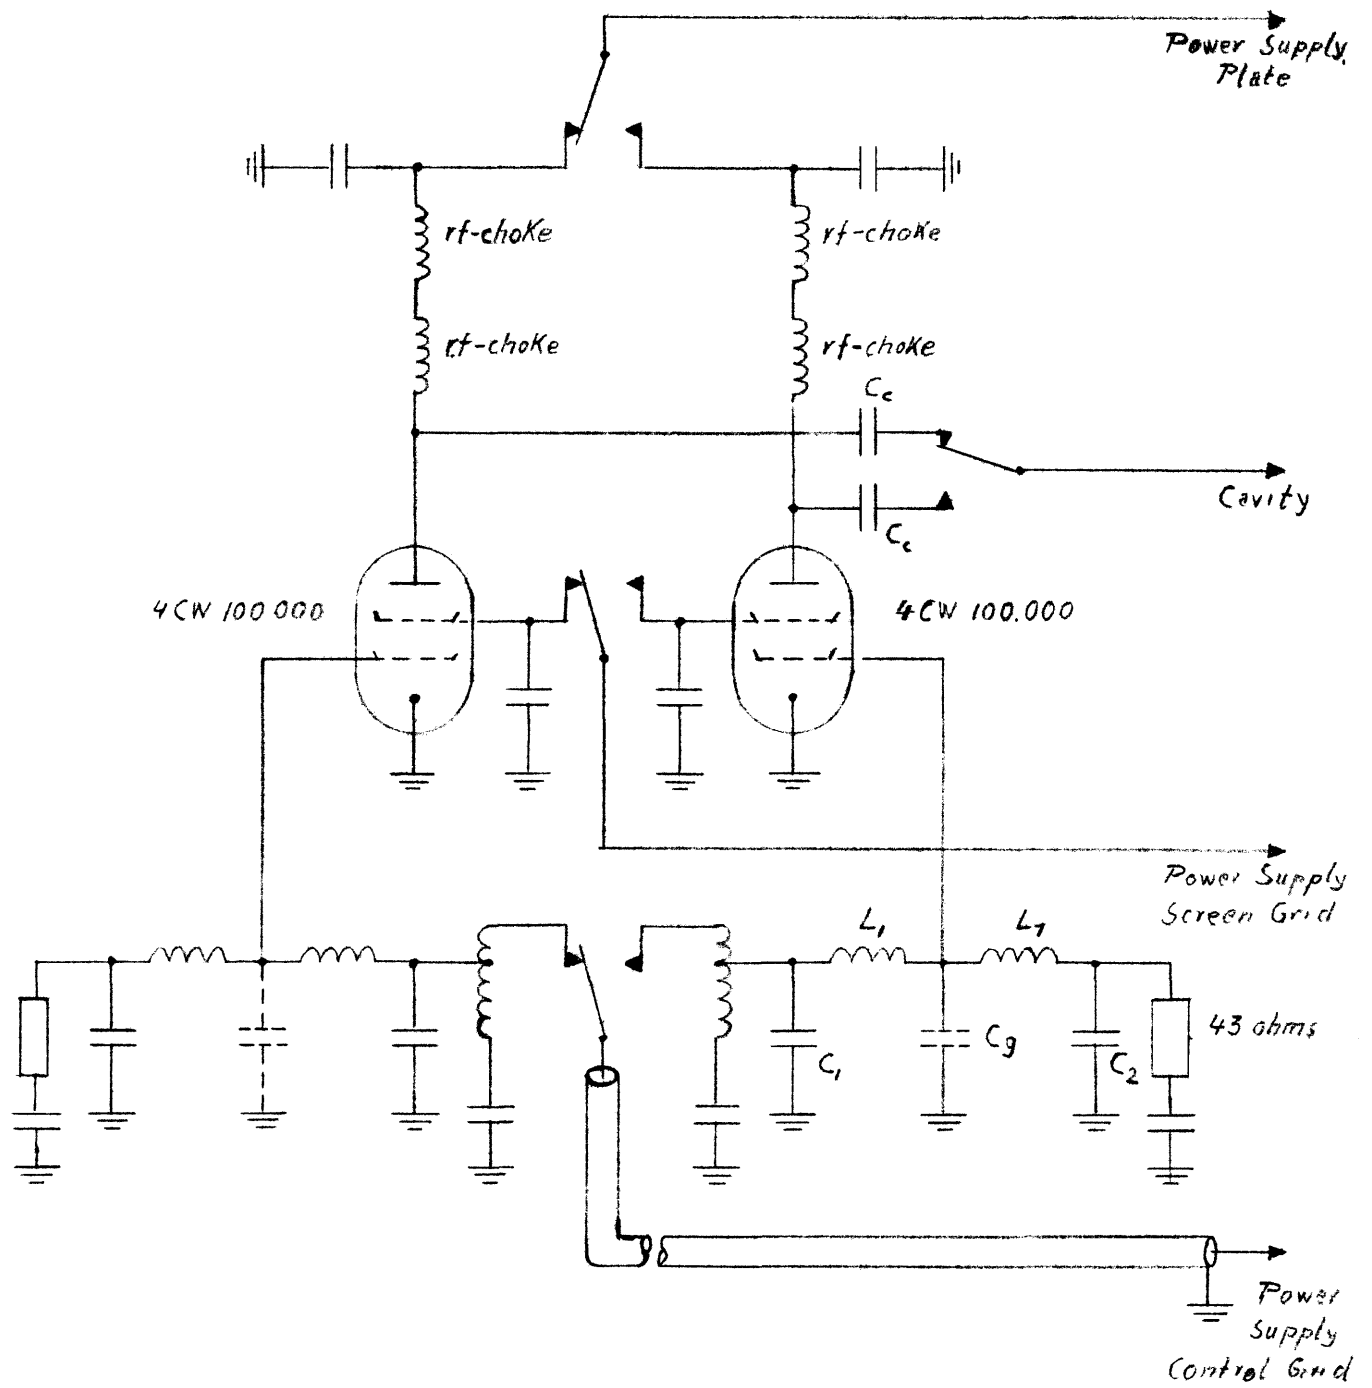 Power Supply
Plate
rf-choke
rf-choke
rf-choke
rf-choke
Cc
Cavity
Cc
4CW 100 000
4CW 100.000
Power Supply
Screen Grid
L1
L1
43 ohms
Cg
C1
C2
Power
Supply
Control Grid